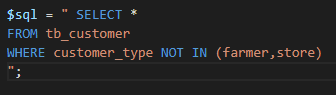 $sql = " SELECT *
FROM tb_customer
WHERE customer_type NOT IN (farmer,store)
";